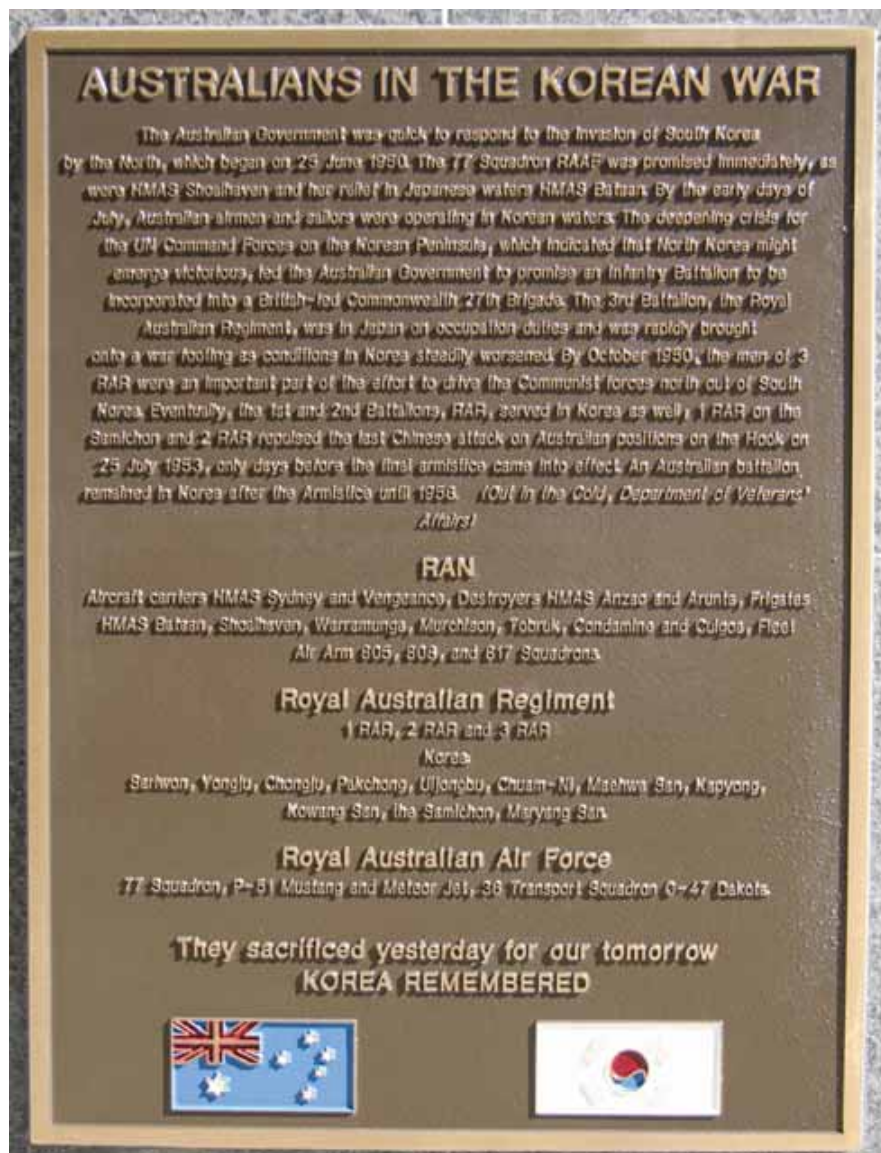 AUSTRALIANS IN THE KOREAN WAR
The Australian Government was quick to respond to the invasion of South Korea
by the North, which began on 25 June 1950. The 77 Squadron RAAF was promised immediately, as
were HMAS Shoalhaven and her relief in Japanese waters HMAS Bataan. By the early days of
July, Australian airmen and sailors were operating in Korean waters. The deepening crisis for
the UN Command Forces on the Korean Peninsula, which indicated that North Korea might
emerge victorious, led the Australian Government to promise an Infantry Battalion to be
incorporated into a British-led Commonwealth 27th Brigade. The 3rd Battalion, the Royal
Australian Regiment, was in Japan on occupation duties and was rapidly brought
onto a war footing as conditions in Korea steadily worsened. By October 1950, the men of 3
RAR were an important part of the effort to drive the Communist forces north out of South
Korea. Eventually, the 1st and 2nd Battalions, RAR, served in Korea as well, 1 RAR on the
Samichon and 2 RAR repulsed the last Chinese attack on Australian positions on the Hook on
25 July 1953, only days before the final armistice came into effect. An Australian battalion
remained in Korea after the Armistice until 1956. (Out in the Cold, Department of Veterans'
Affairs)
RAN
Aircraft carriers HMAS Sydney and Vengeance, Destroyers HMAS Anzac and Arunta, Frigates
HMAS Bataan, Shoalhaven, Warramunga, Murchison, Tobruk, Condamine and Culgoa, Fleet
Air Arm 805, 808, and 817 Squadrons.
Royal Australian Regiment
1 RAR, 2 RAR and 3 RAR
Korea
Sariwon, Yongju, Chongju, Pakchong, Uijongbu, Chuam-Ni, Maehwa San, Kapyong,
Kowang San, the Samichon, Maryang San.
Royal Australian Air Force
77 Squadron, P-51 Mustang and Meteor Jet, 36 Transport Squadron C-47 Dakota.
They sacrificed yesterday for our tomorrow
KOREA REMEMBERED